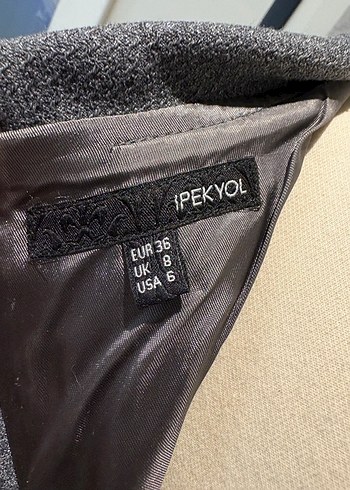 İPEKYOL
EUR 36
UK 8
USA 6